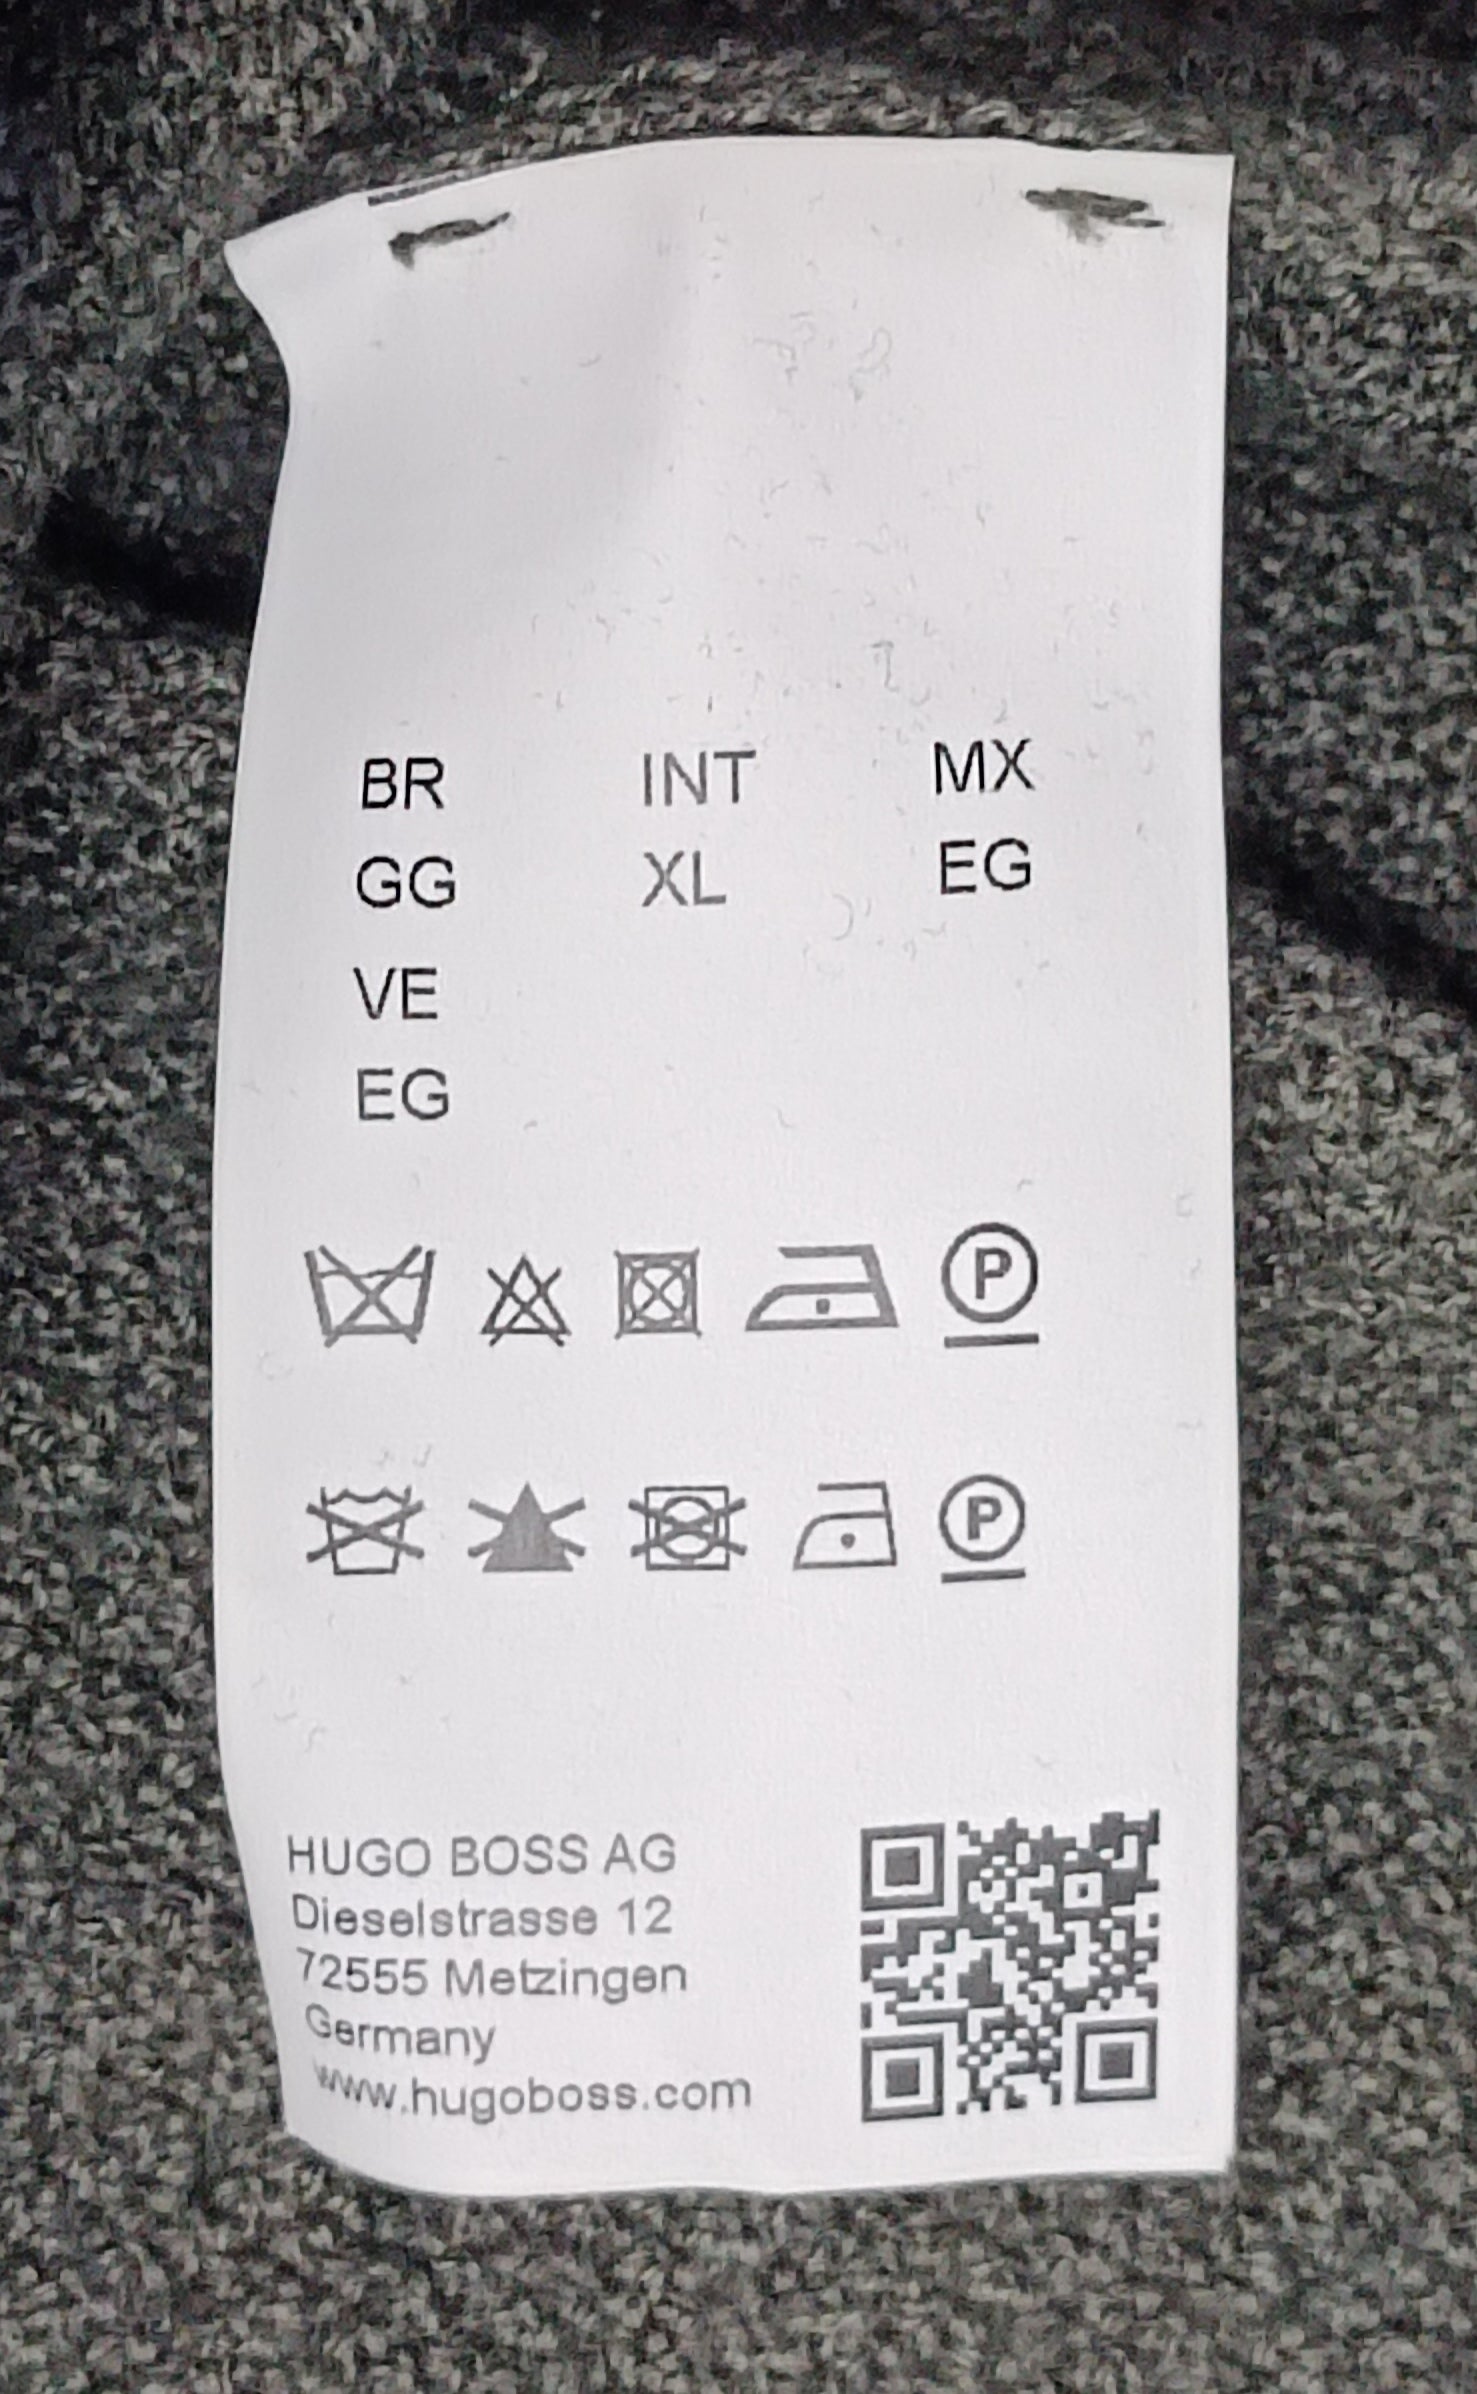 BR INT MX
GG XL EG
VE
EG
P
P
HUGO BOSS AG
Dieselstrasse 12
72555 Metzingen
Germany
www.hugoboss.com